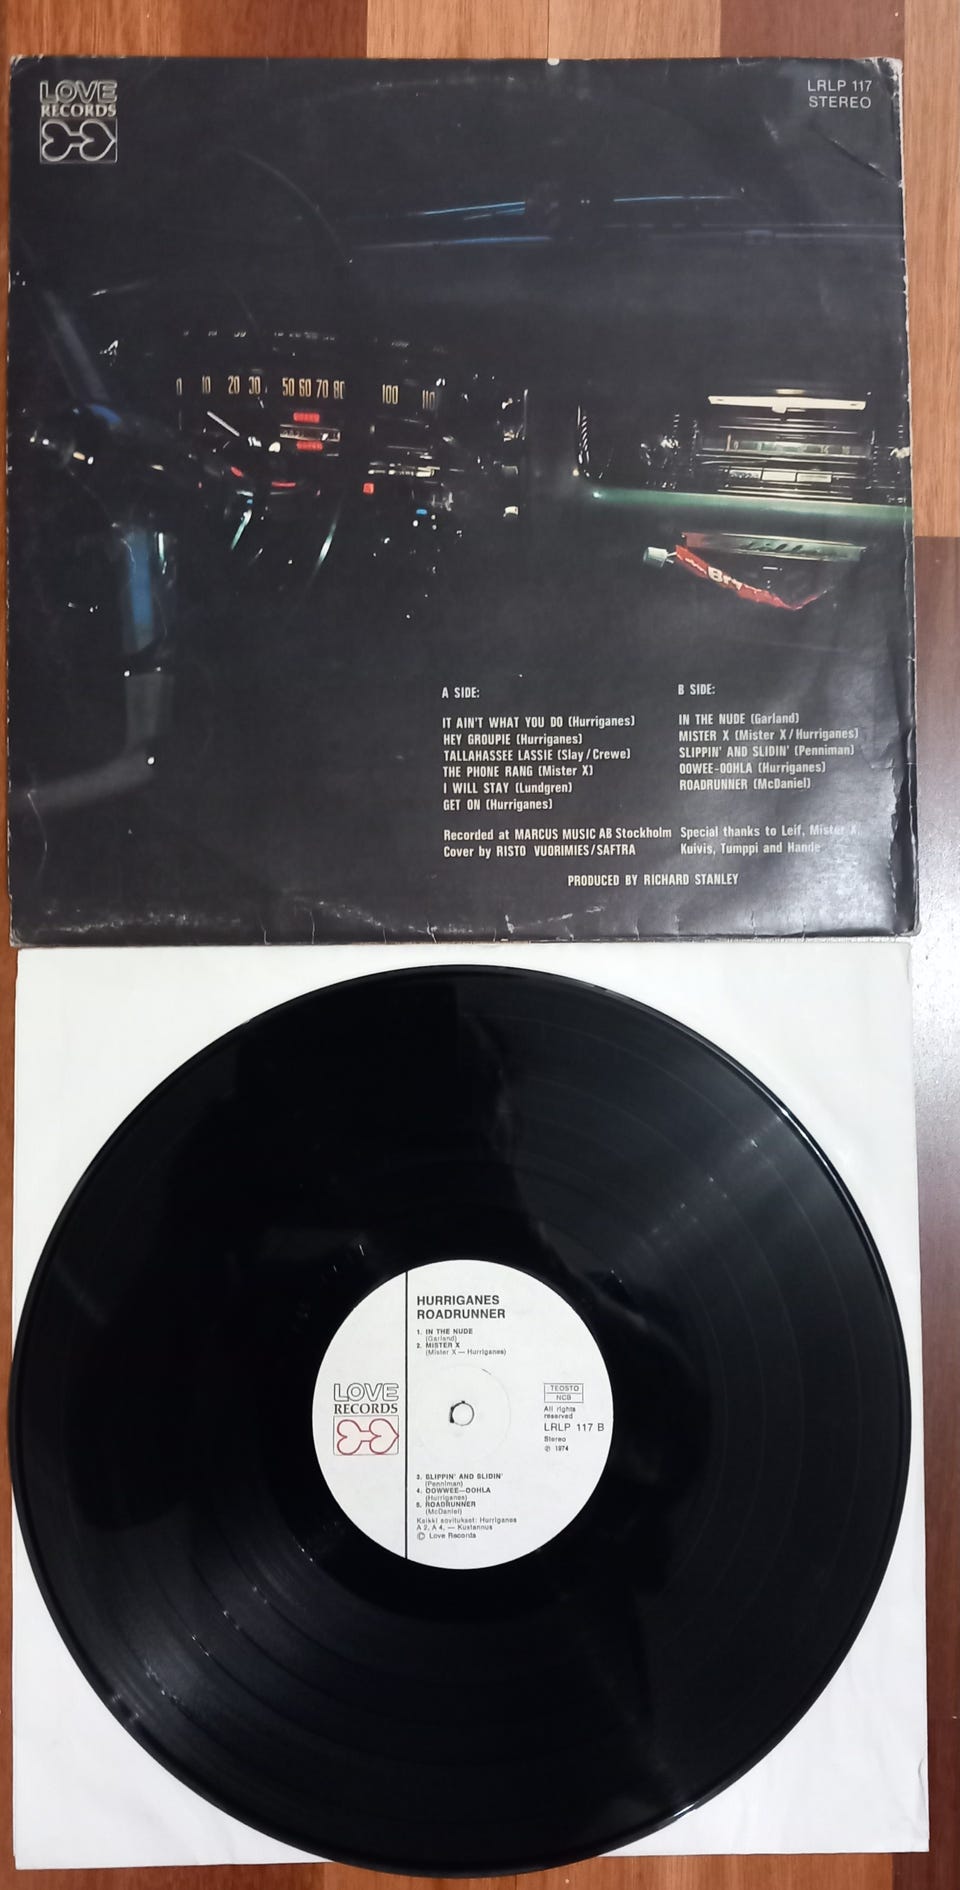 LOVE
RECORDS
LRLP 117
STEREO
0 10 20 30 50 60 70 80 100 110
A SIDE:
IT AIN'T WHAT YOU DO (Hurriganes)
HEY GROUPIE (Hurriganes)
TALLAHASSEE LASSIE (Slay/Crewe)
THE PHONE RANG (Mister X)
I WILL STAY (Lundgren)
GET ON (Hurriganes)
B SIDE:
IN THE NUDE (Garland)
MISTER X (Mister X/Hurriganes)
SLIPPIN' AND SLIDIN' (Penniman)
OOWEE-OOHLA (Hurriganes)
ROADRUNNER (McDaniel)
Recorded at MARCUS MUSIC AB Stockholm
Cover by RISTO VUORIMIES/SAFTRA
Special thanks to Leif, Mister X,
Kuivis, Tumppi and Hande
PRODUCED BY RICHARD STANLEY
HURRIGANES
ROADRUNNER
1. IN THE NUDE
(Garland)
2. MISTER X
(Mister X — Hurriganes)
LOVE
RECORDS
TEOSTO
NCB
All rights
reserved
LRLP 117 B
Stereo
℗ 1974
3. SLIPPIN' AND SLIDIN'
(Penniman)
4. OOWWEE—OOHLA
(Hurriganes)
5. ROADRUNNER
(McDaniel)
Kaikki sovitukset: Hurriganes
A 2, A 4, — Kustannus
© Love Records